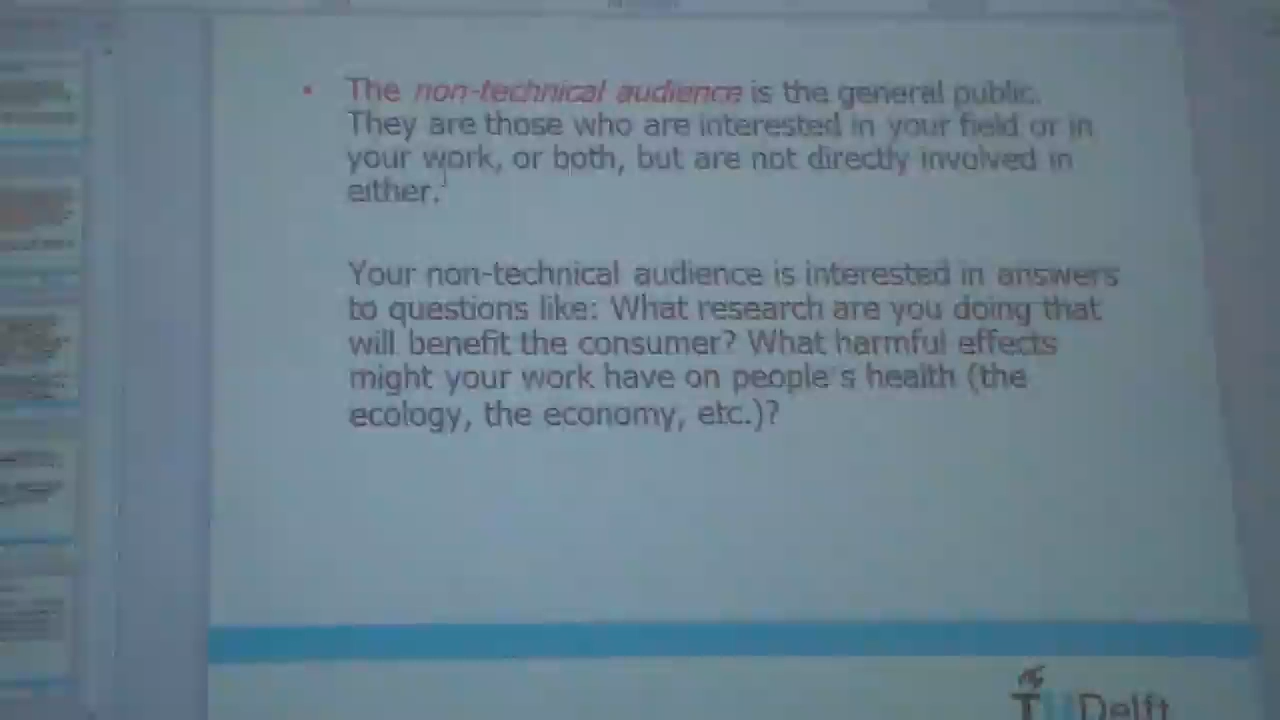 • The non-technical audience is the general public.
They are those who are interested in your field or in
your work, or both, but are not directly involved in
either.
Your non-technical audience is interested in answers
to questions like: What research are you doing that
will benefit the consumer? What harmful effects
might your work have on people's health (the
ecology, the economy, etc.)?
TU Delft